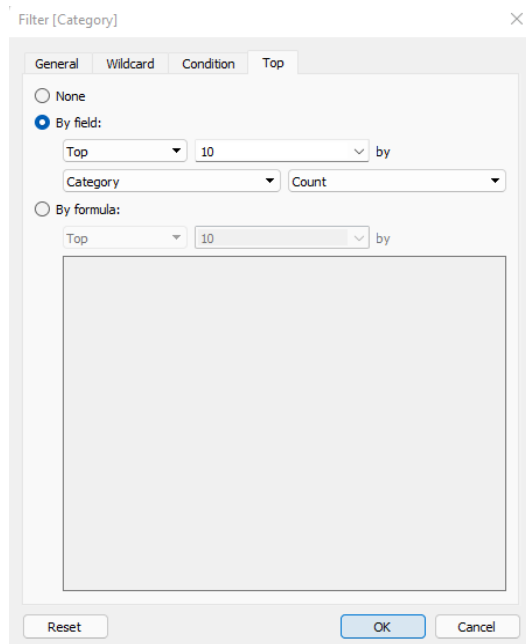 Filter [Category]
General Wildcard Condition Top
None
By field:
Top 10 by
Category Count
By formula:
Top 10 by
Reset OK Cancel